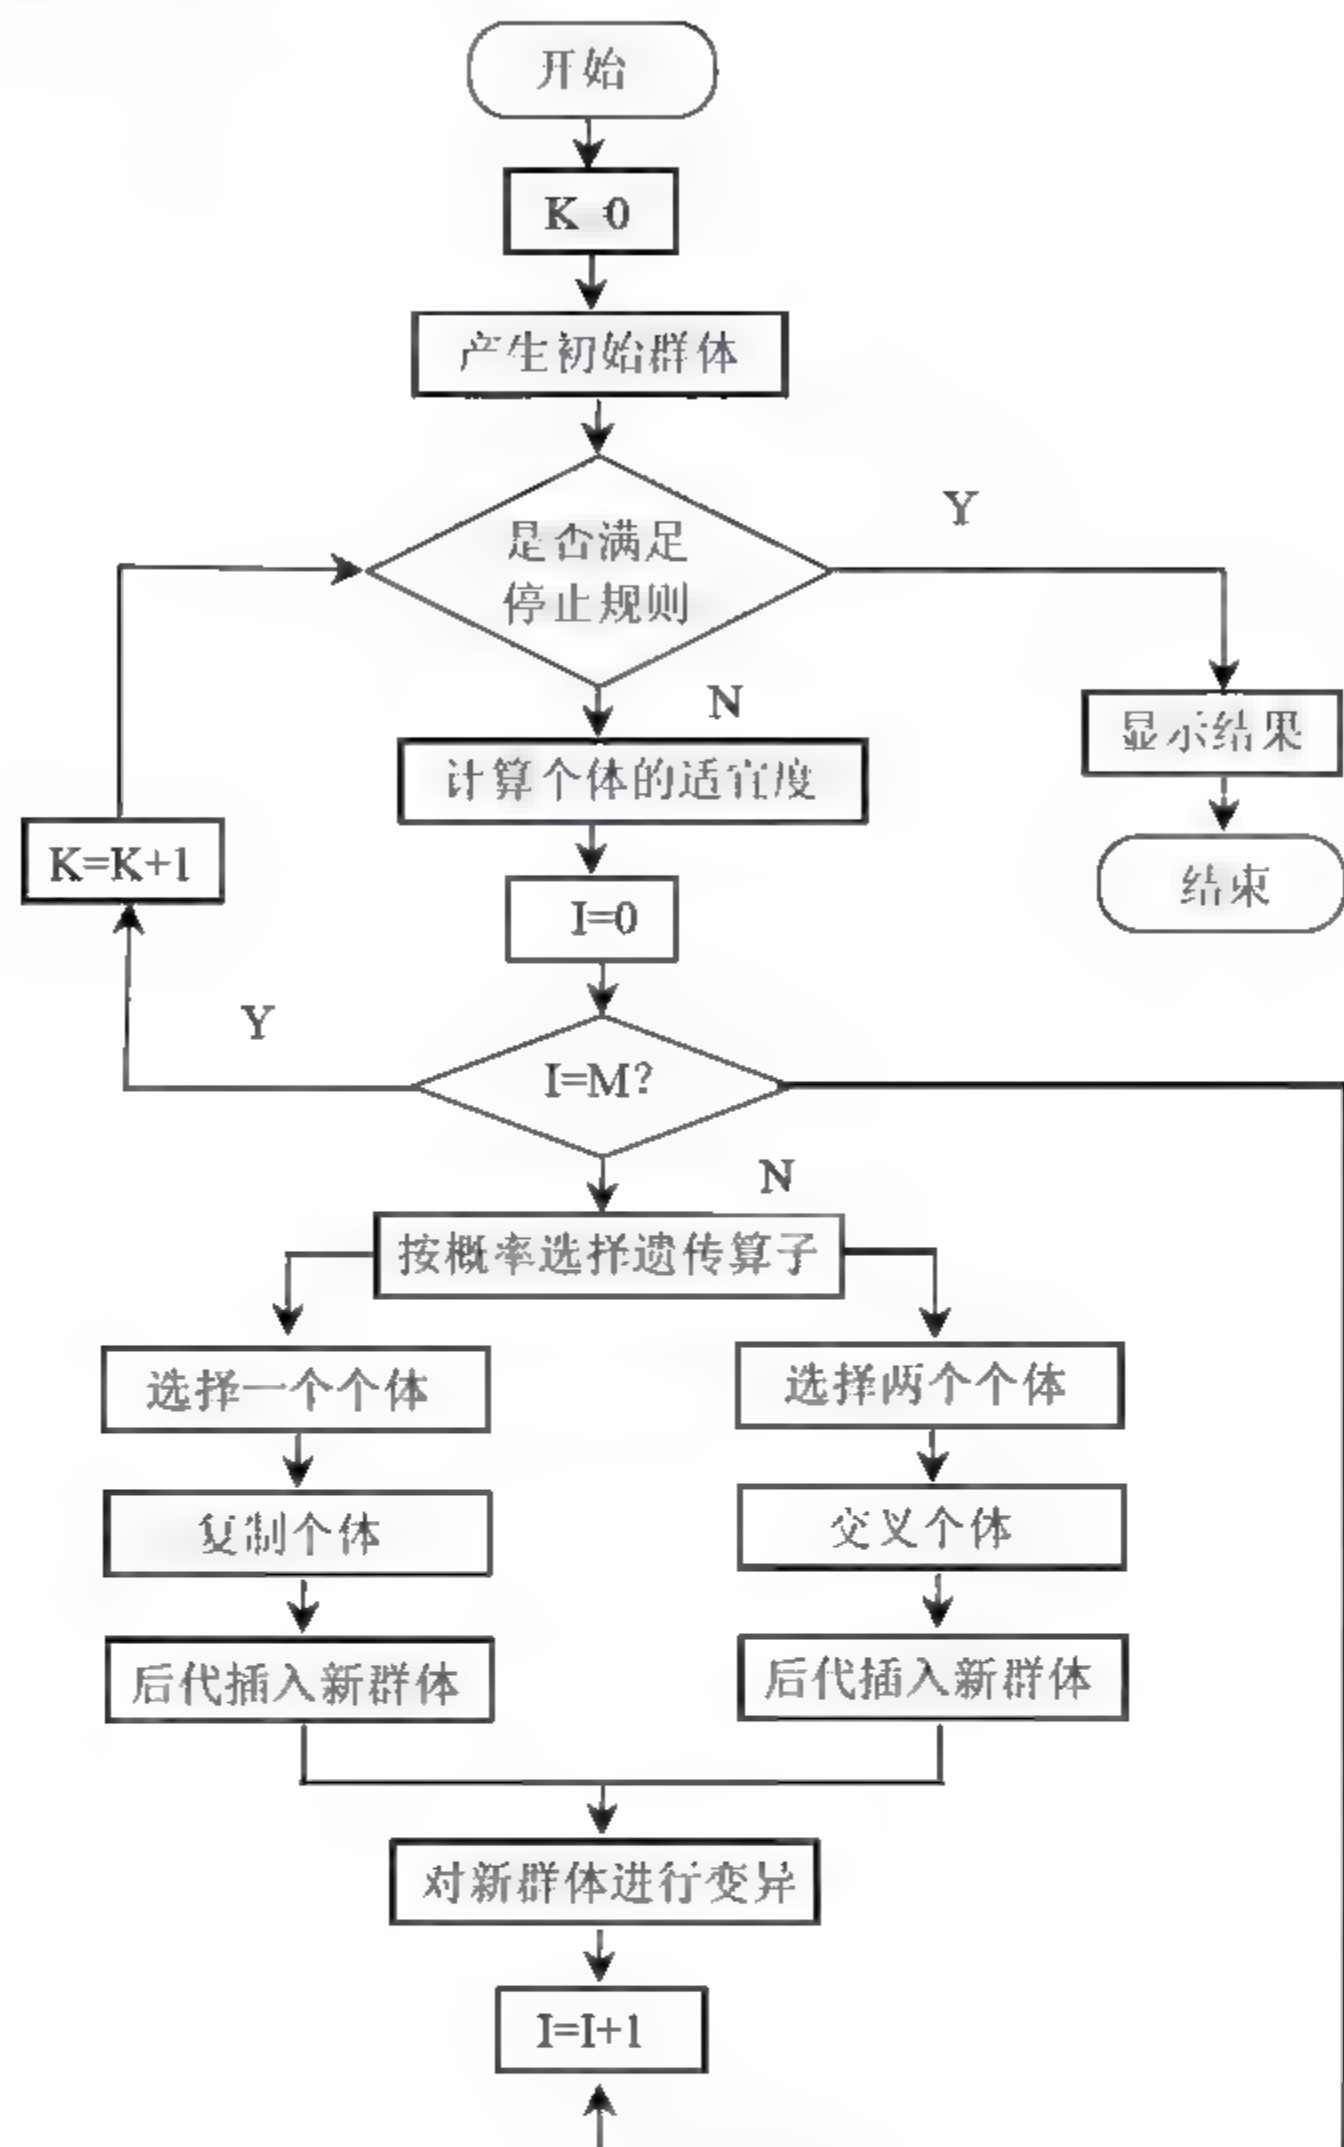 开始
K=0
产生初始群体
是否满足
停止规则
Y
N
显示结果
计算个体的适宜度
结束
K=K+1
I=0
Y
I=M?
N
按概率选择遗传算子
选择一个个体
选择两个个体
复制个体
交叉个体
后代插入新群体
后代插入新群体
对新群体进行变异
I=I+1